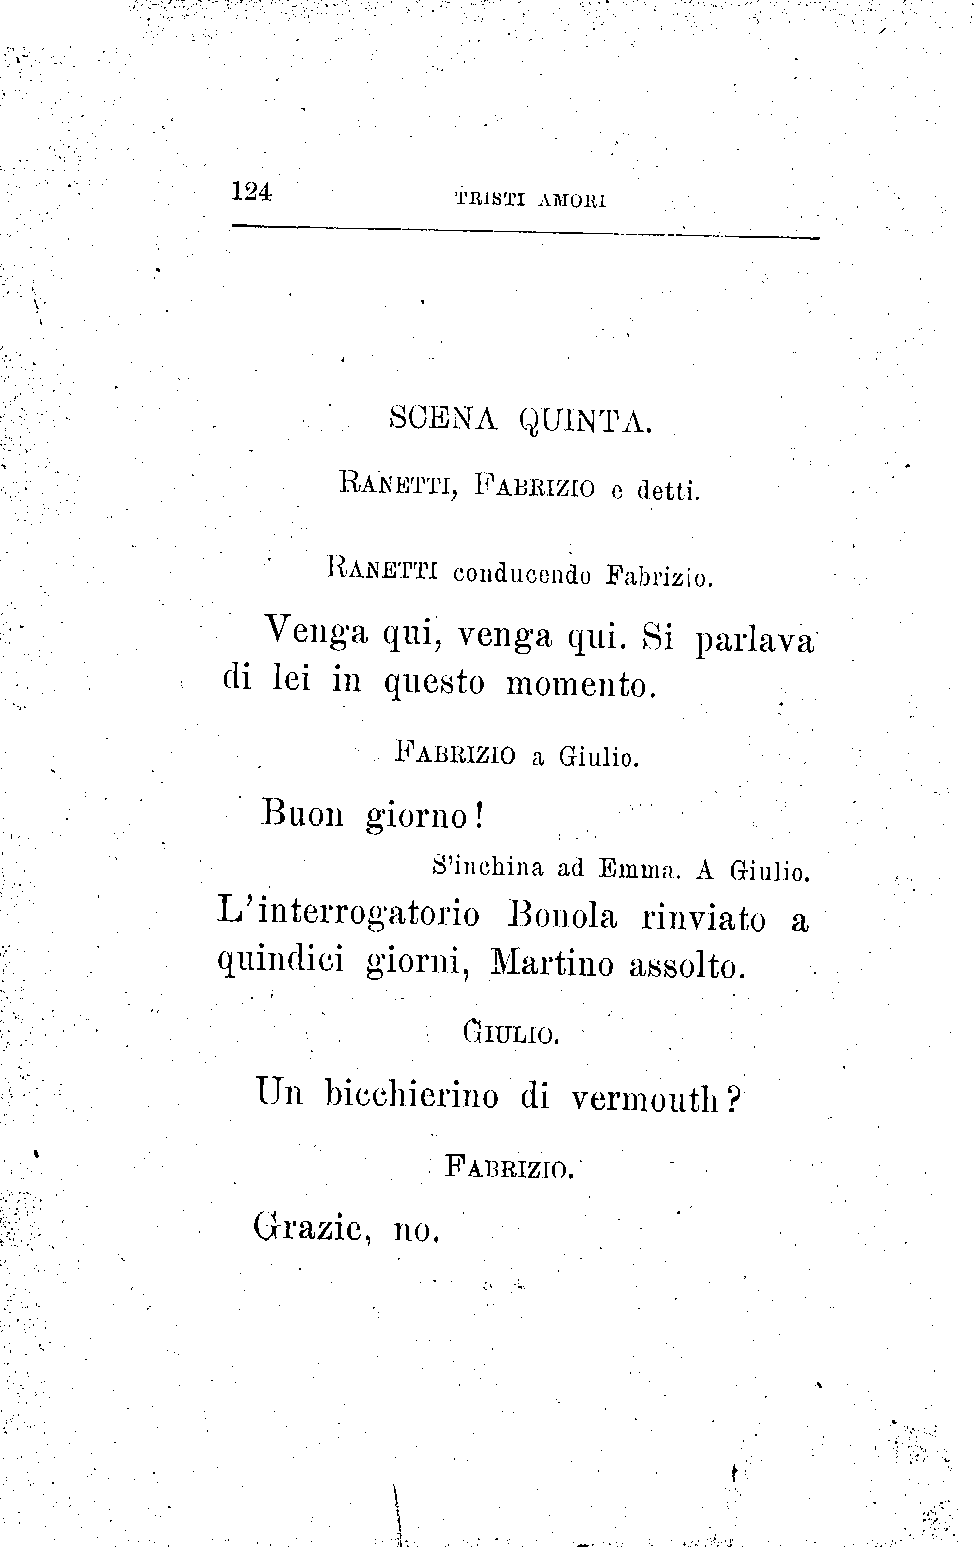 124 TRISTI AMORI
SCENA QUINTA.
RANETTI, FABRIZIO e detti.
RANETTI conducendo Fabrizio.
Venga qui, venga qui. Si parlava
di lei in questo momento.
FABRIZIO a Giulio.
Buon giorno!
S'inchina ad Emma. A Giulio.
L'interrogatorio Bonola rinviato a
quindici giorni, Martino assolto.
GIULIO.
Un bicchierino di vermouth?
FABRIZIO.
Grazie, no.